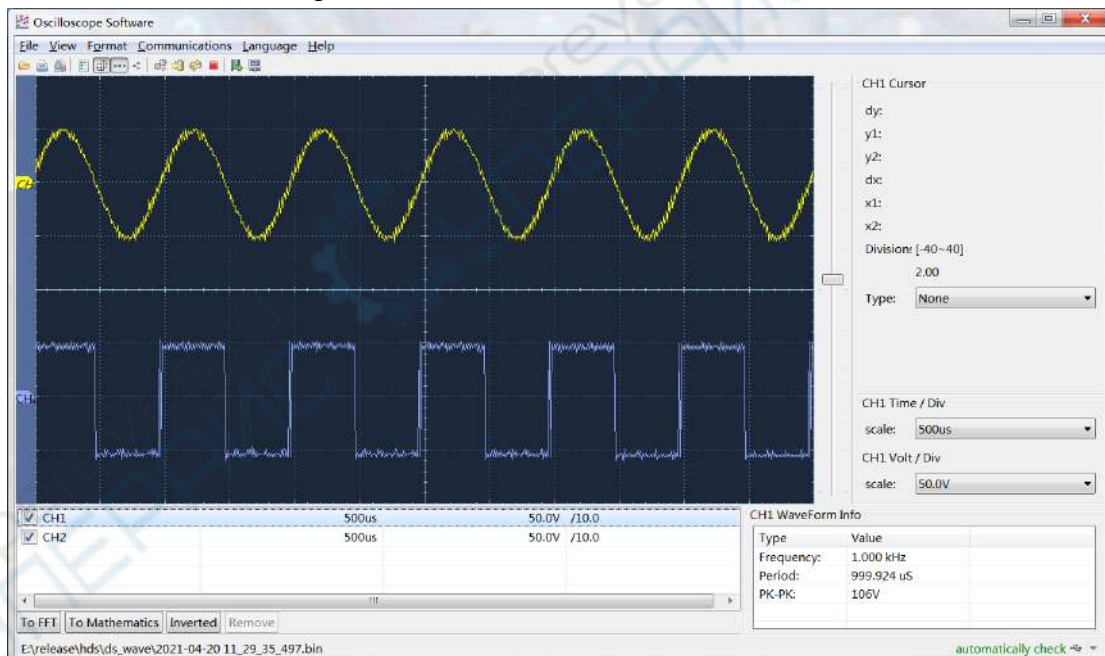 Oscilloscope Software
File View Format Communications Language Help
CH1 Cursor
dy:
y1:
y2:
dx:
x1:
x2:
Division: [-40~40]
2.00
Type: None
CH1 Time / Div
scale: 500us
CH1 Volt / Div
scale: 50.0V
CH1 500us 50.0V /10.0
CH2 500us 50.0V /10.0
CH1 WaveForm Info
Type Value
Frequency: 1.000 kHz
Period: 999.924 uS
PK-PK: 106V
To FFT To Mathematics Inverted Remove
E:\release\hds\ds_wave\2021-04-20 11_29_35_497.bin
automatically check